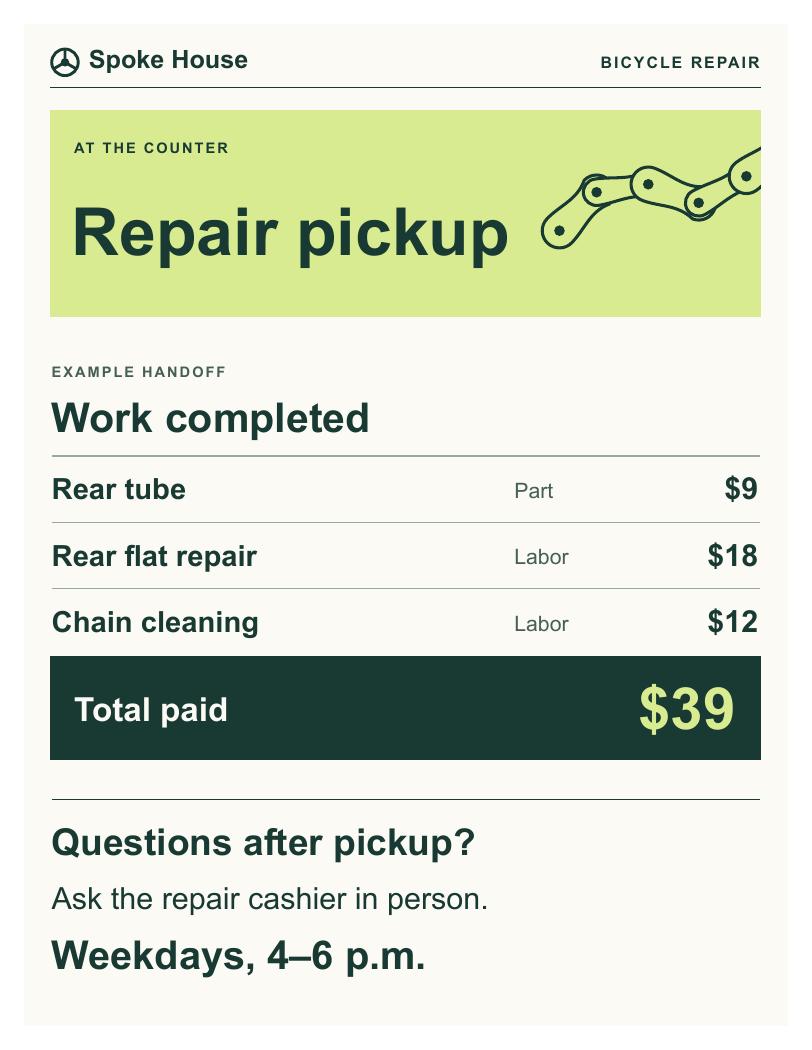 Spoke House
BICYCLE REPAIR
AT THE COUNTER
Repair pickup
EXAMPLE HANDOFF
Work completed
Rear tube Part $9
Rear flat repair Labor $18
Chain cleaning Labor $12
Total paid $39
Questions after pickup?
Ask the repair cashier in person.
Weekdays, 4–6 p.m.